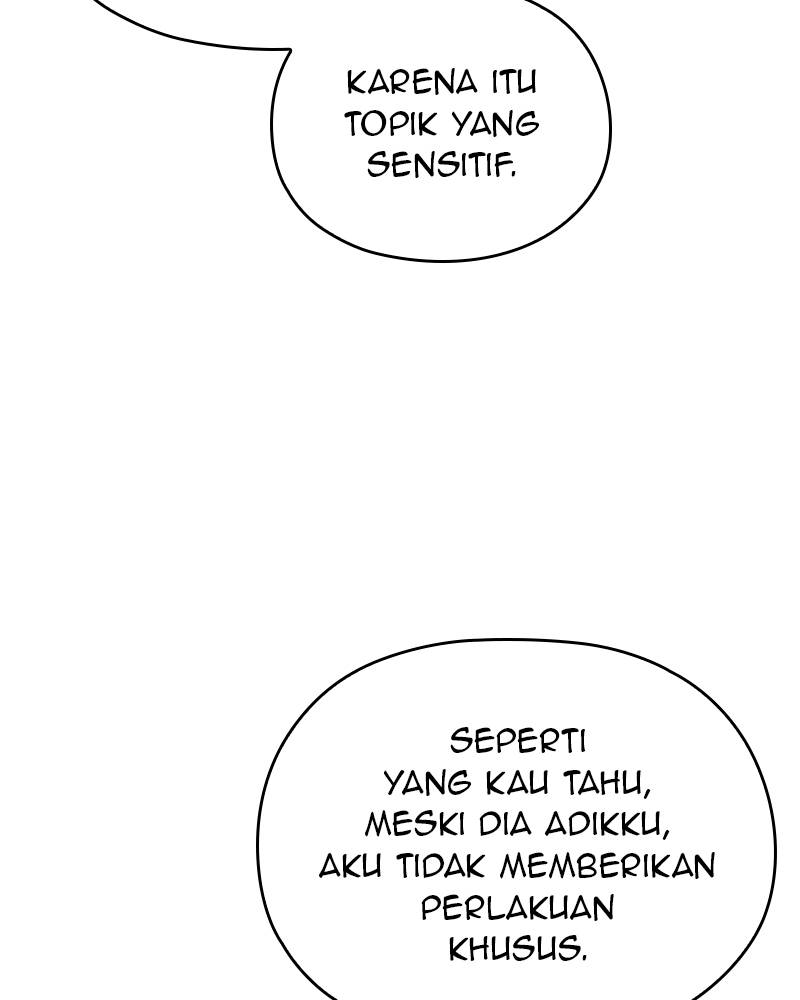 KARENA ITU
TOPIK YANG
SENSITIF.
SEPERTI
YANG KAU TAHU,
MESKI DIA ADIKKU,
AKU TIDAK MEMBERIKAN
PERLAKUAN
KHUSUS.